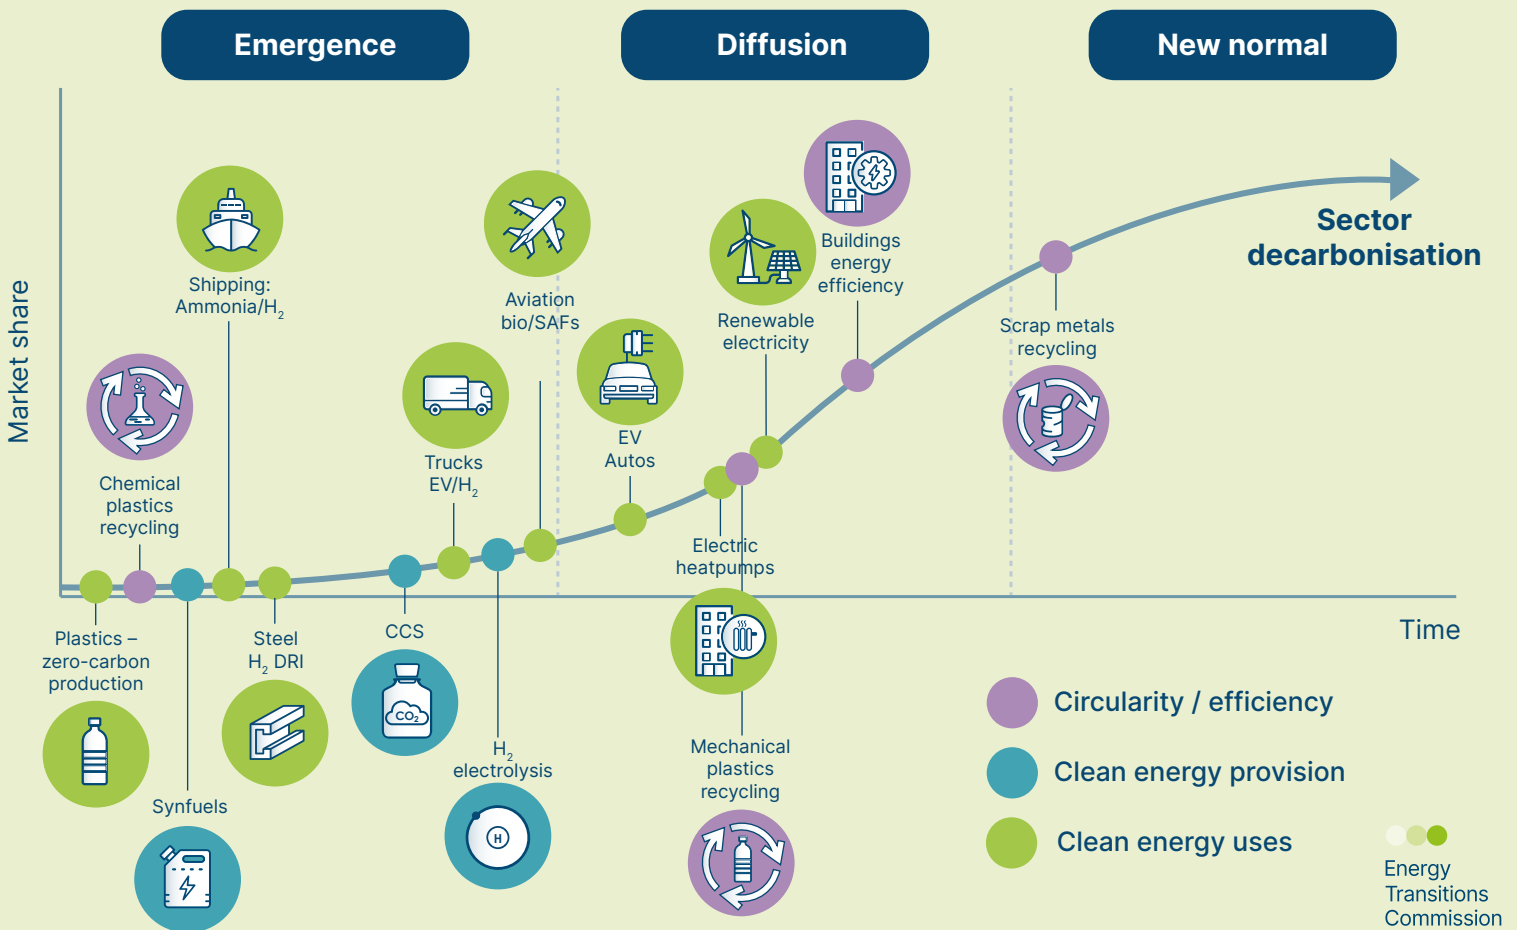 Emergence
Diffusion
New normal
Market share
Shipping:
Ammonia/H₂
Chemical
plastics
recycling
Trucks
EV/H₂
Aviation
bio/SAFs
EV
Autos
Renewable
electricity
Buildings
energy
efficiency
Scrap metals
recycling
Sector
decarbonisation
Plastics –
zero-carbon
production
Synfuels
Steel
H₂ DRI
CCS
CO₂
H₂
electrolysis
H
Electric
heatpumps
Mechanical
plastics
recycling
Time
Circularity / efficiency
Clean energy provision
Clean energy uses
Energy
Transitions
Commission